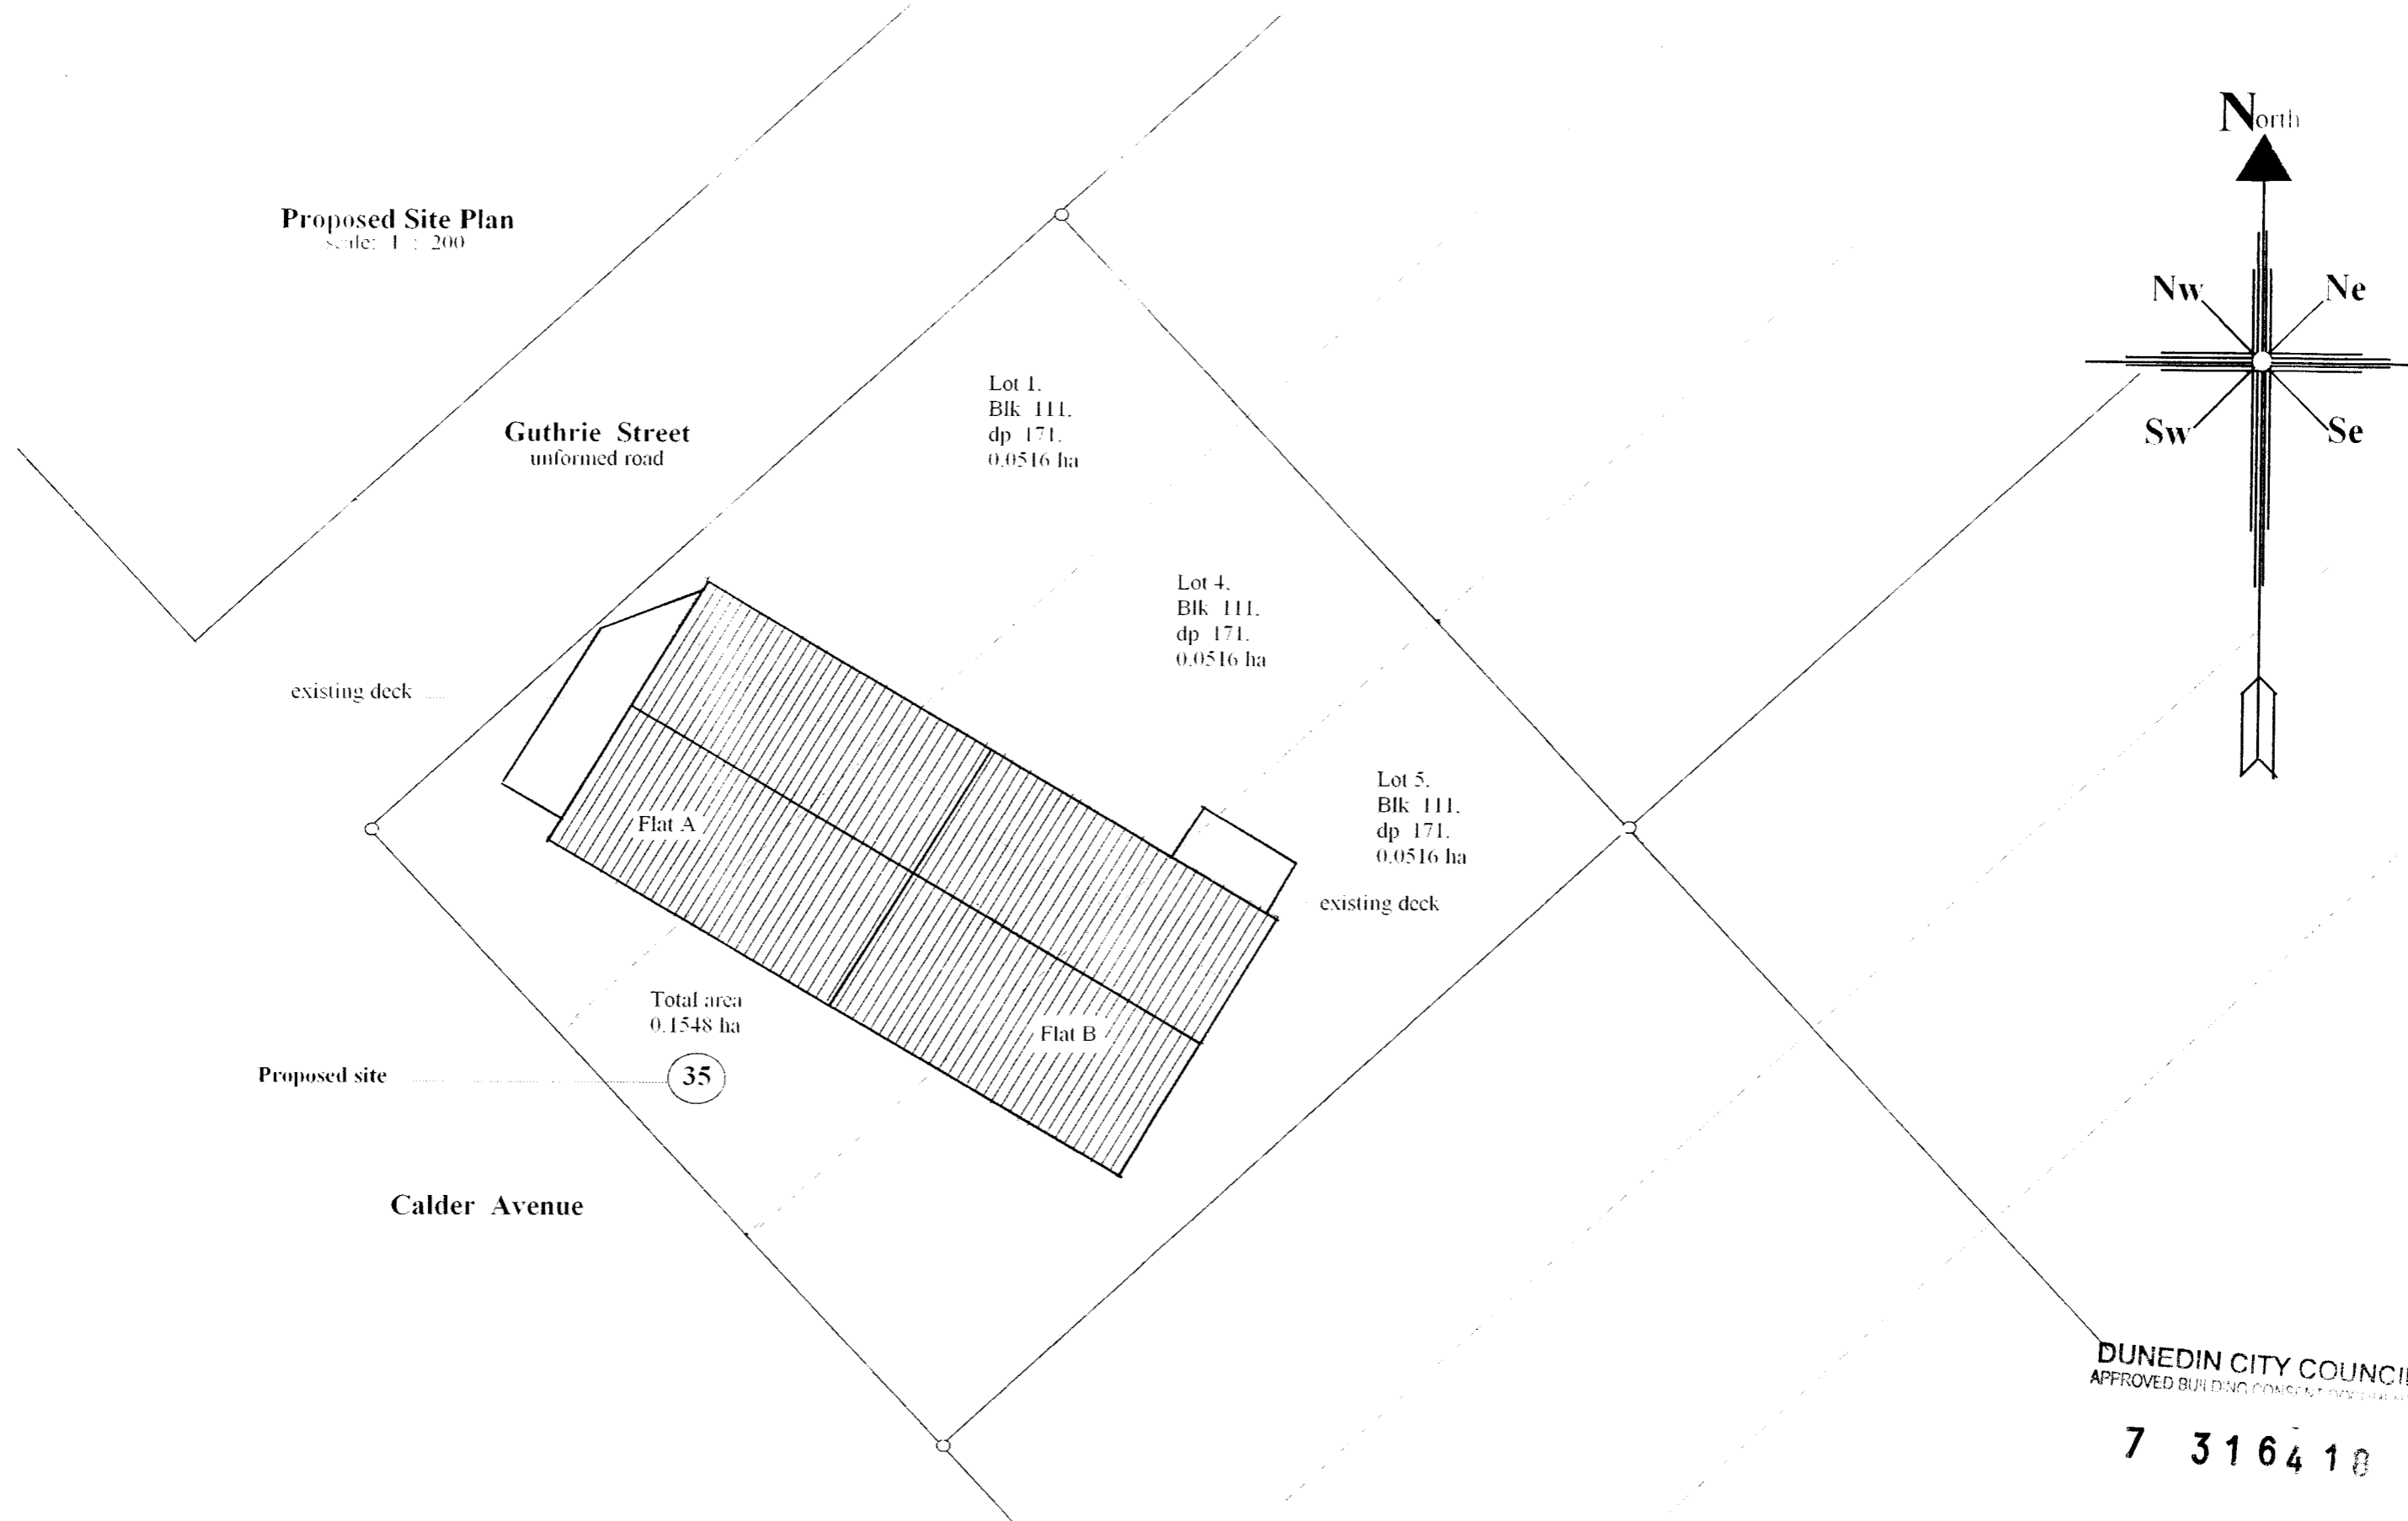 North
Nw
Ne
Sw
Se
Proposed Site Plan
scale: 1 : 200
Guthrie Street
unformed road
Lot 1.
Blk 111.
dp 171.
0.0516 ha
Lot 4.
Blk 111.
dp 171.
0.0516 ha
existing deck
Lot 5.
Blk 111.
dp 171.
0.0516 ha
existing deck
Flat A
Flat B
Total area
0.1548 ha
Proposed site
35
Calder Avenue
DUNEDIN CITY COUNCIL
APPROVED BUILDING CONSENT
7 316410